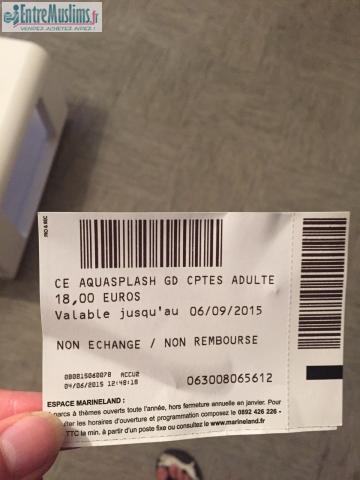 EntreMuslims.fr
VENDEZ ACHETEZ AVREZ !
CE AQUASPLASH GD CPTES ADULTE
18,00 EUROS
Valable jusqu'au 06/09/2015
NON ECHANGE / NON REMBOURSE
080815060078 ACCU2
04/06/2015 12:48:18
063008065612
ESPACE MARINELAND :
parcs à thèmes ouverts toute l'année, hors fermeture annuelle en janvier. Pour
ulter les horaires d'ouverture et programmation composez le 0892 426 226 -
TTC la min. à partir d'un poste fixe ou consultez le www.marineland.fr